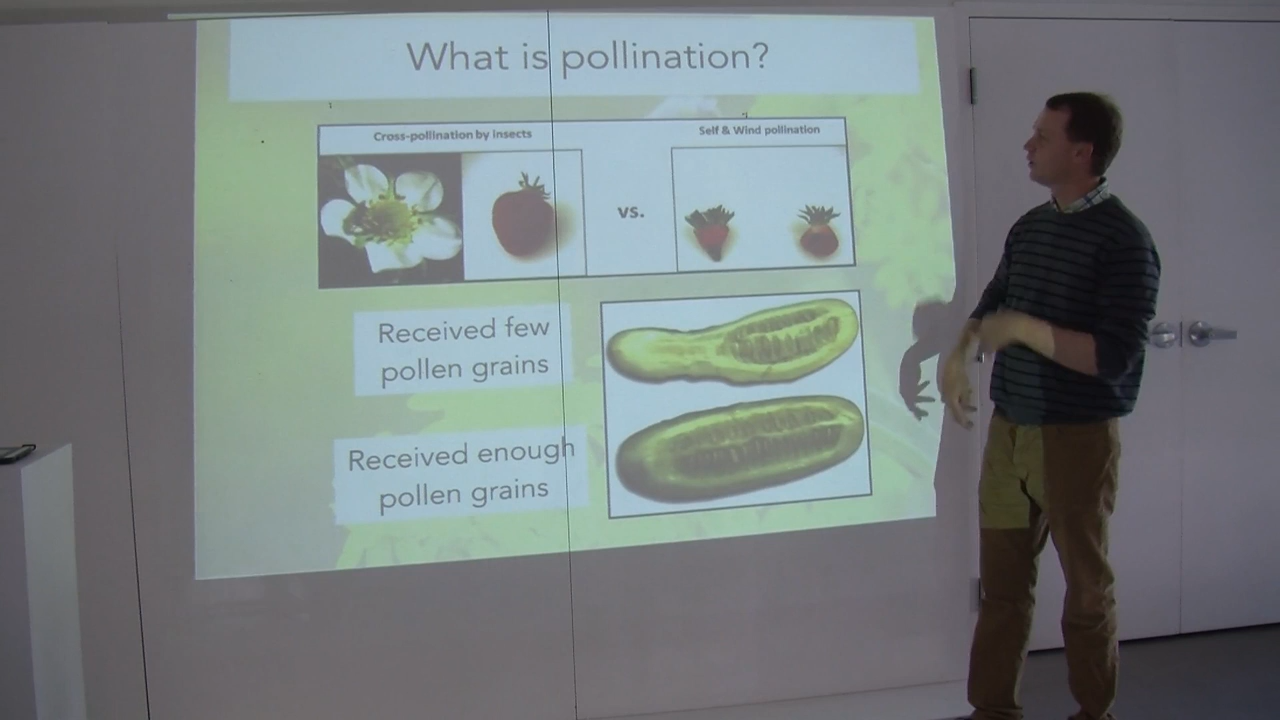 What is pollination?
Cross-pollination by insects
Self & Wind pollination
vs.
Received few
pollen grains
Received enough
pollen grains